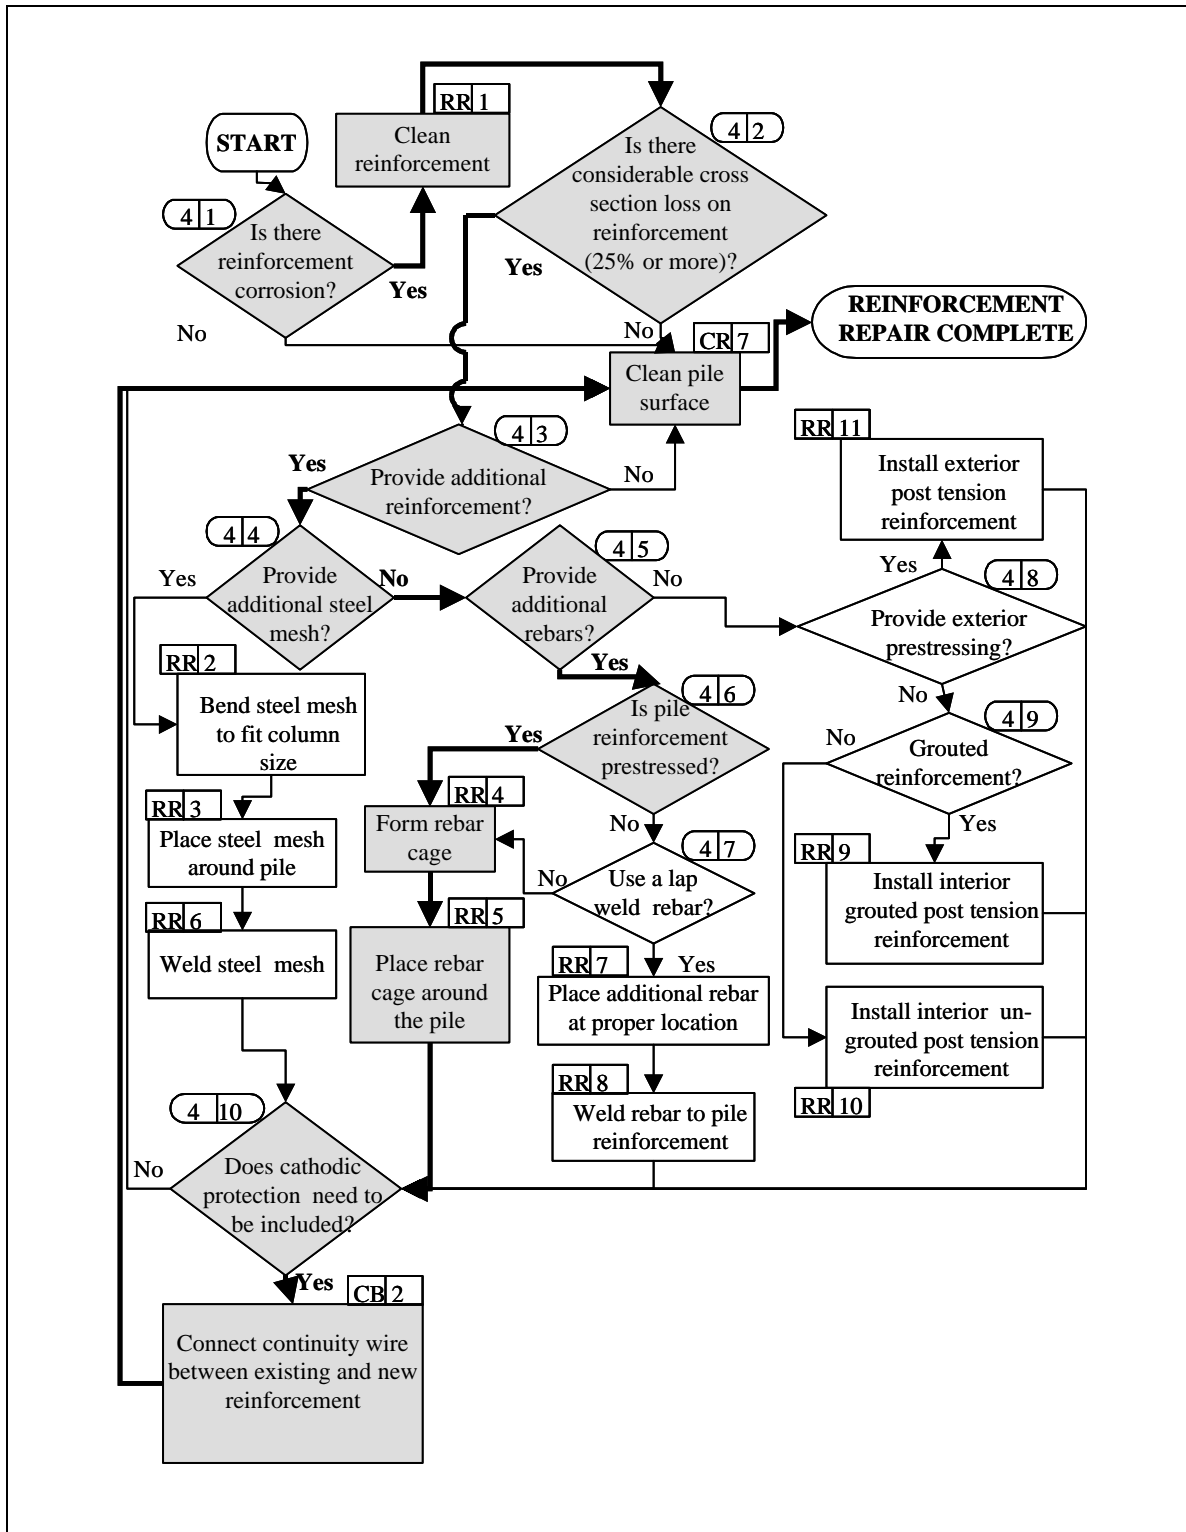 START
4 1
Is there
reinforcement
corrosion?
Yes
No
RR 1
Clean
reinforcement
4 2
Is there
considerable cross
section loss on
reinforcement
(25% or more)?
Yes
No
CR 7
Clean pile
surface
REINFORCEMENT
REPAIR COMPLETE
4 3
Provide additional
reinforcement?
Yes
No
4 4
Provide
additional steel
mesh?
Yes
No
4 5
Provide
additional
rebars?
No
Yes
RR 11
Install exterior
post tension
reinforcement
Yes
4 8
Provide exterior
prestressing?
No
4 9
Grouted
reinforcement?
No
Yes
RR 2
Bend steel mesh
to fit column
size
RR 3
Place steel mesh
around pile
RR 6
Weld steel mesh
4 6
Is pile
reinforcement
prestressed?
Yes
No
RR 4
Form rebar
cage
4 7
Use a lap
weld rebar?
No
Yes
RR 5
Place rebar
cage around
the pile
RR 7
Place additional rebar
at proper location
RR 8
Weld rebar to pile
reinforcement
RR 9
Install interior
grouted post tension
reinforcement
Install interior un-
grouted post tension
reinforcement
RR 10
4 10
Does cathodic
protection need to
be included?
No
Yes
CB 2
Connect continuity wire
between existing and new
reinforcement